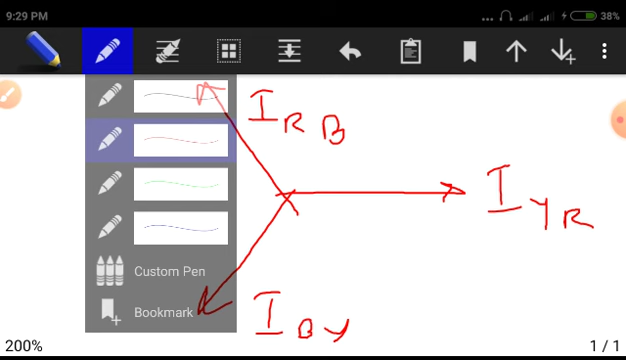 9:29 PM
... 38%
I RB
I YR
Custom Pen
Bookmark
I BY
200%
1 / 1